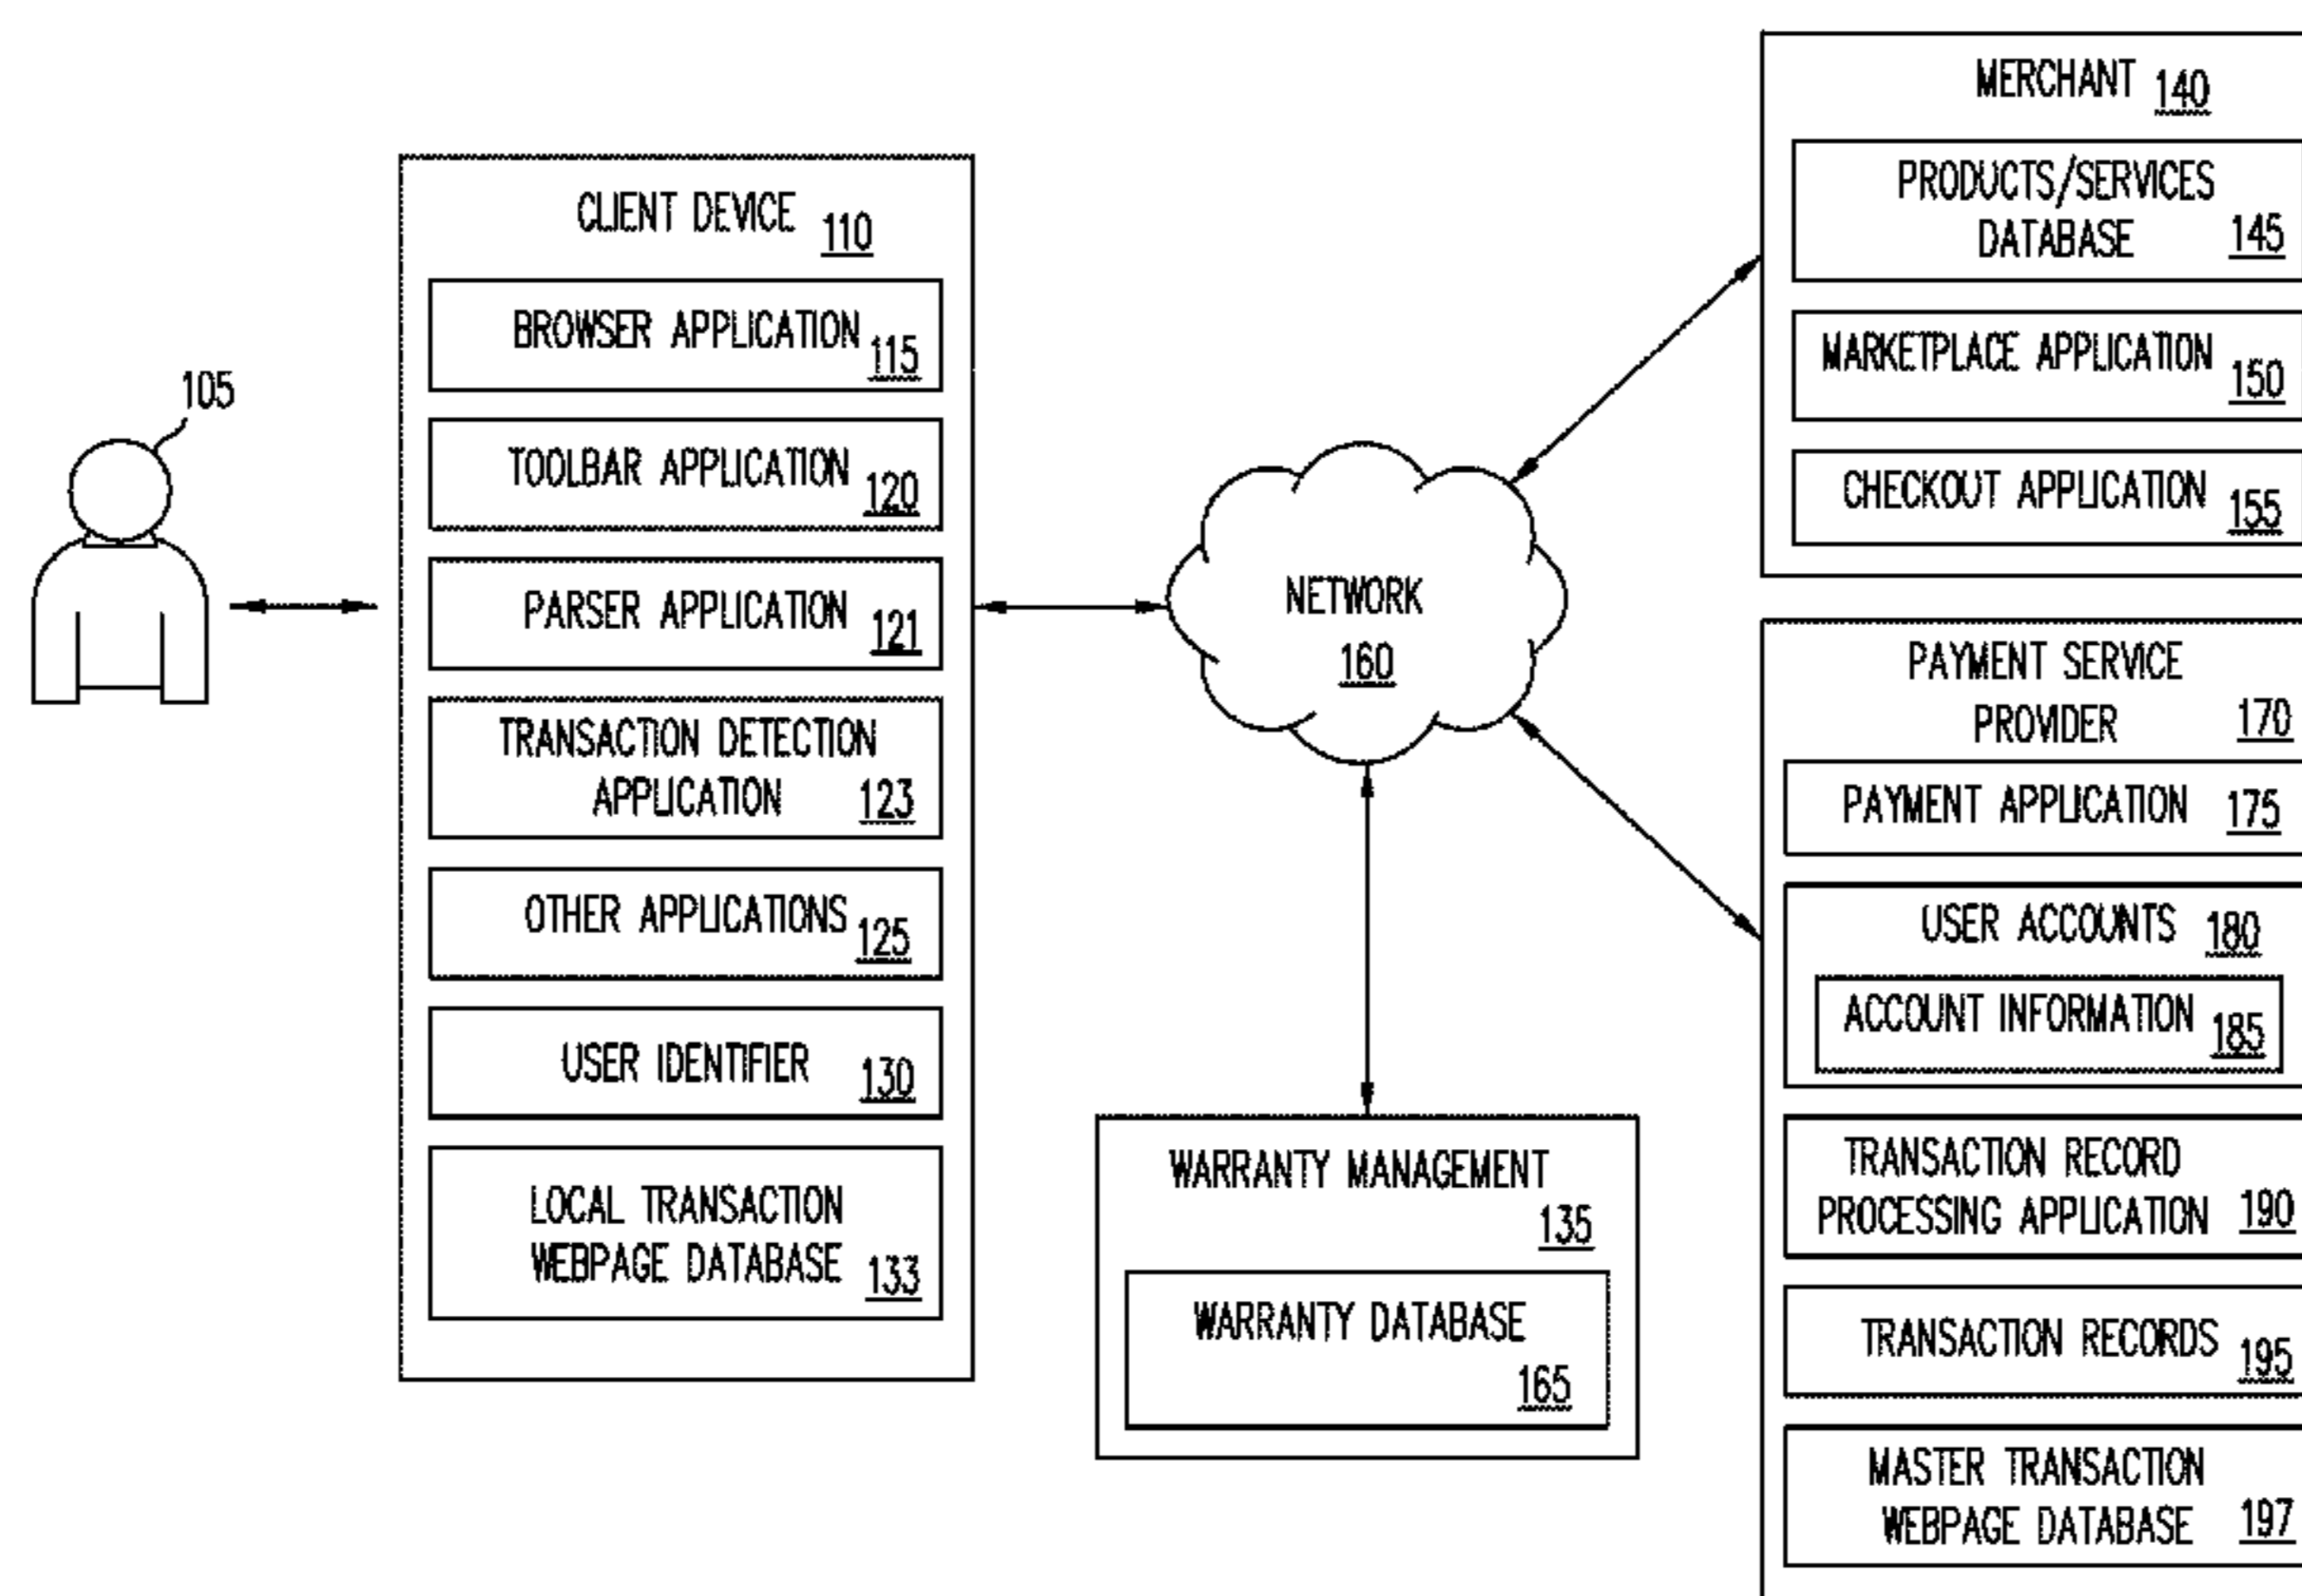 105
CLIENT DEVICE 110
BROWSER APPLICATION 115
TOOLBAR APPLICATION 120
PARSER APPLICATION 121
TRANSACTION DETECTION
APPLICATION 123
OTHER APPLICATIONS 125
USER IDENTIFIER 130
LOCAL TRANSACTION
WEBPAGE DATABASE 133
NETWORK
160
WARRANTY MANAGEMENT
135
WARRANTY DATABASE
165
MERCHANT 140
PRODUCTS/SERVICES
DATABASE 145
MARKETPLACE APPLICATION 150
CHECKOUT APPLICATION 155
PAYMENT SERVICE
PROVIDER 170
PAYMENT APPLICATION 175
USER ACCOUNTS 180
ACCOUNT INFORMATION 185
TRANSACTION RECORD
PROCESSING APPLICATION 190
TRANSACTION RECORDS 195
MASTER TRANSACTION
WEBPAGE DATABASE 197